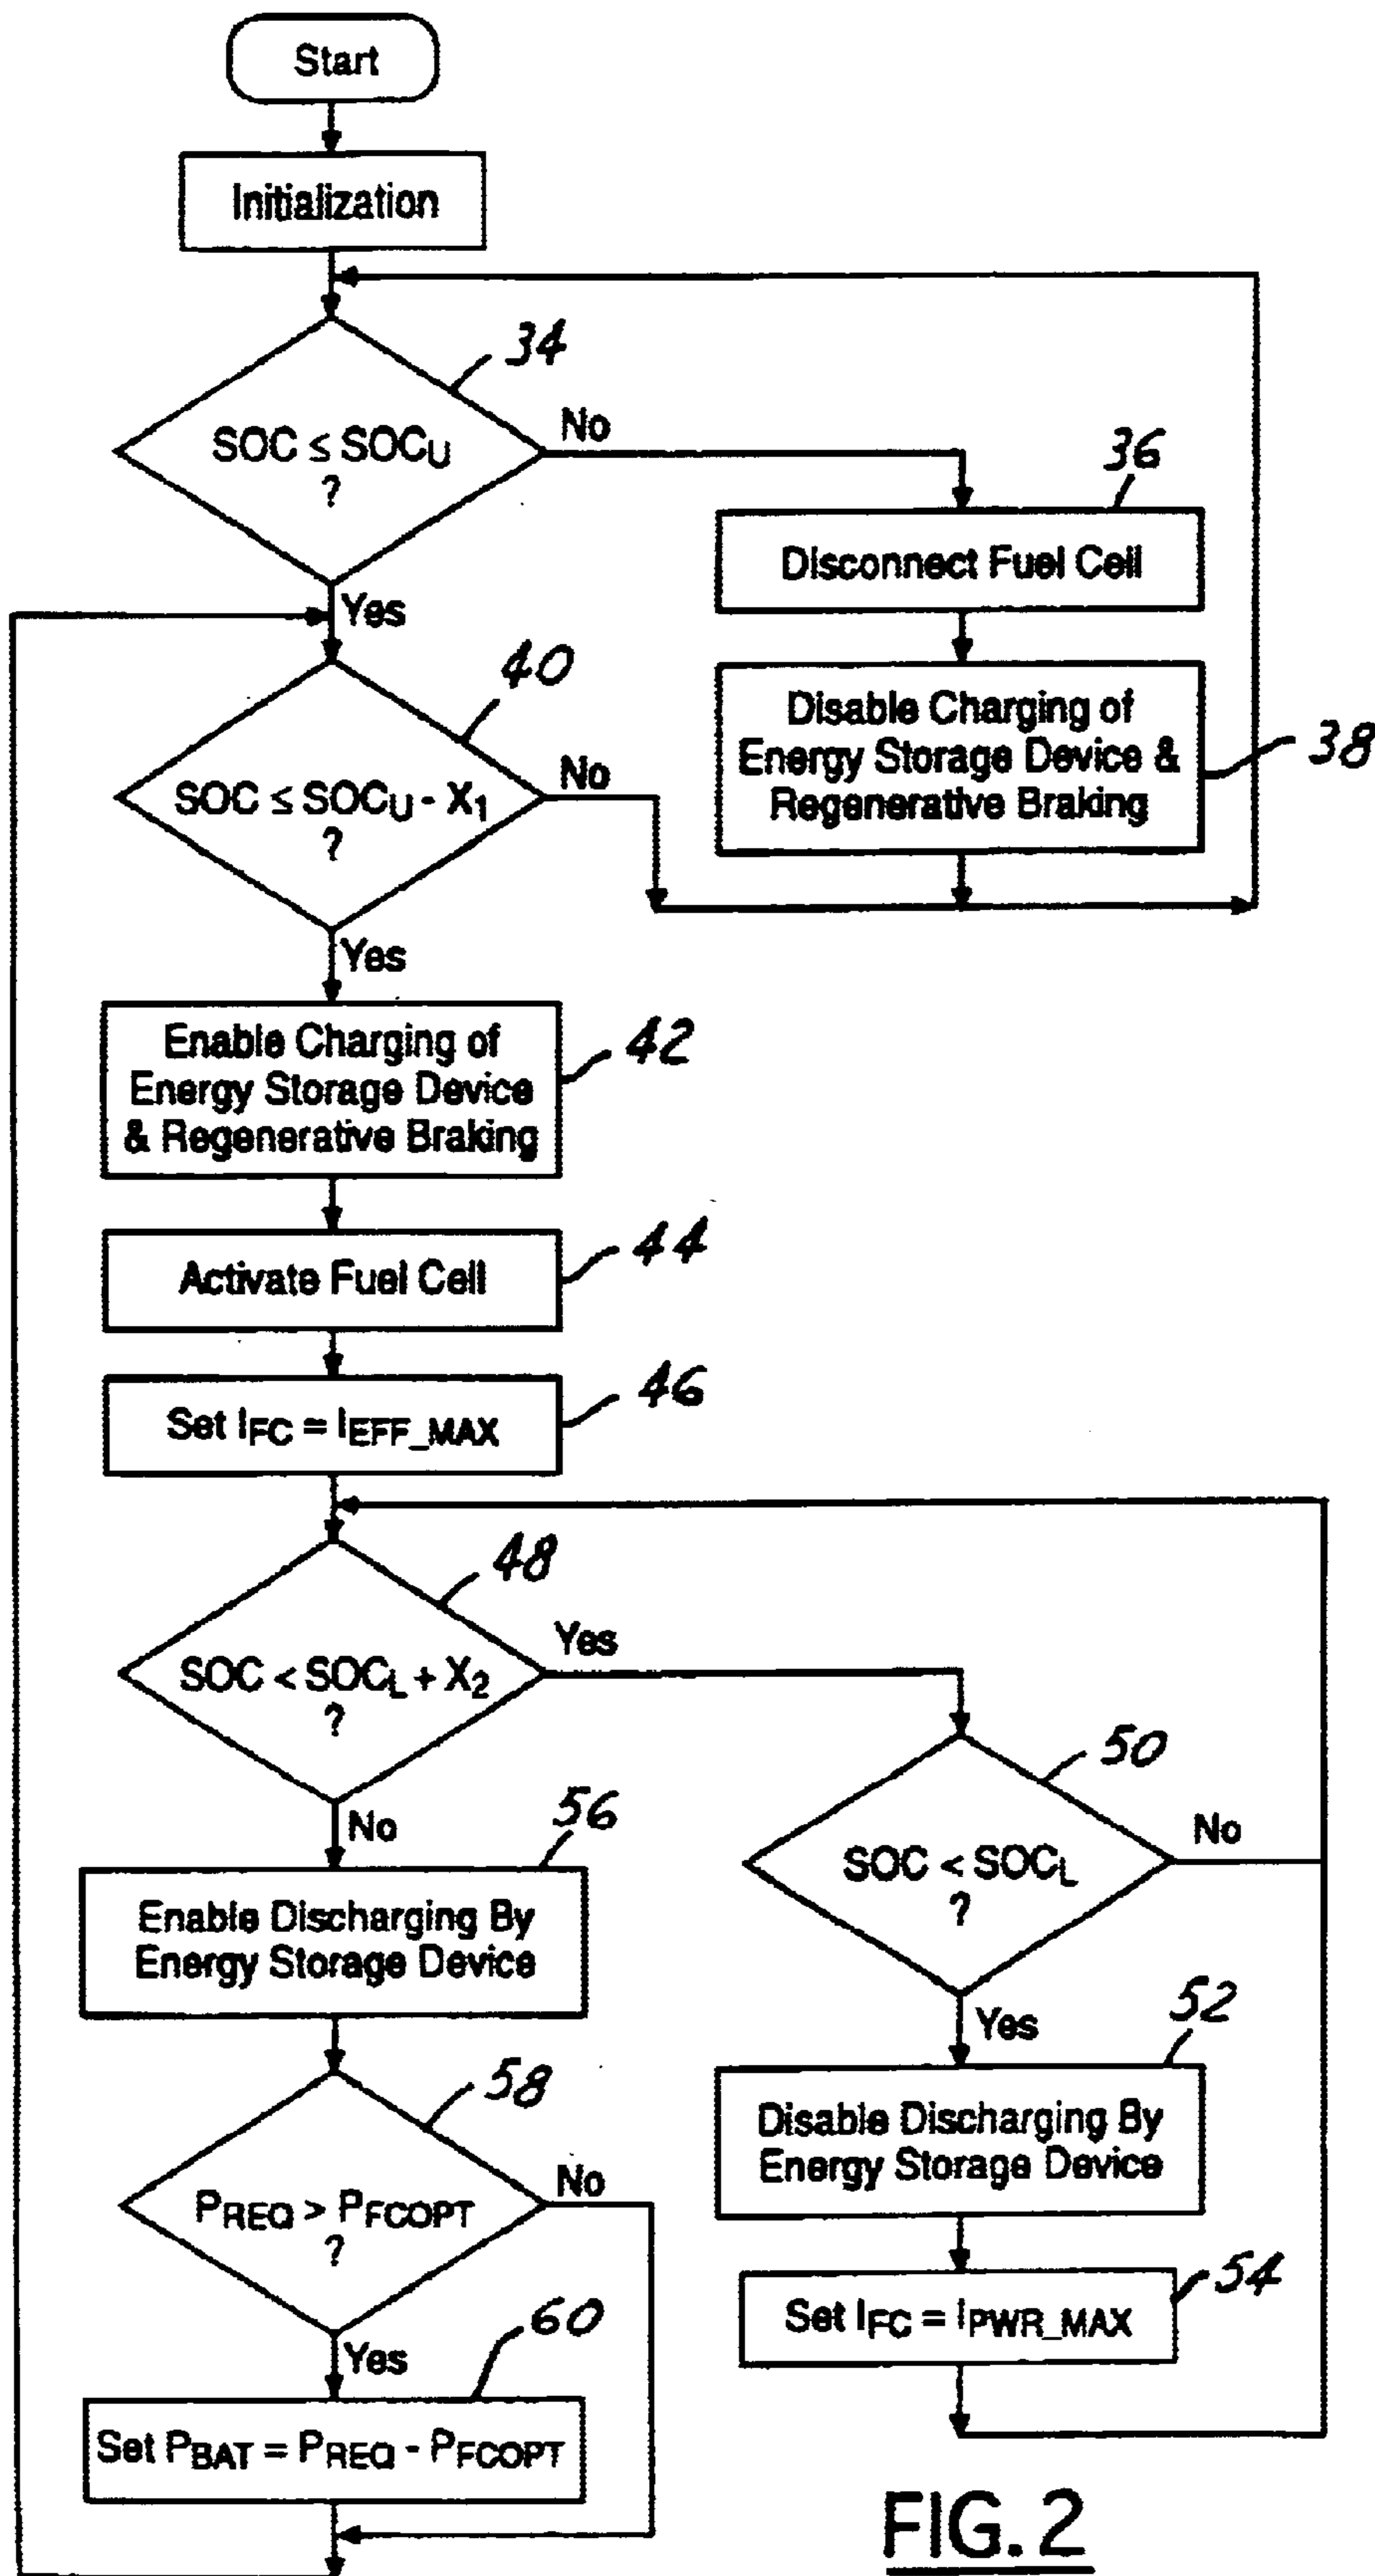 Start
Initialization
34
SOC ≤ SOCU
?
No
Yes
36
Disconnect Fuel Cell
Disable Charging of
Energy Storage Device &
Regenerative Braking
38
40
SOC ≤ SOCU - X1
?
No
Yes
Enable Charging of
Energy Storage Device
& Regenerative Braking
42
Activate Fuel Cell
44
Set IFC = IEFF_MAX
46
48
SOC < SOCL + X2
?
Yes
No
50
SOC < SOCL
?
No
Yes
52
Disable Discharging By
Energy Storage Device
54
Set IFC = IPWR_MAX
56
Enable Discharging By
Energy Storage Device
58
PREQ > PFCOPT
?
No
Yes
60
Set PBAT = PREQ - PFCOPT
FIG. 2